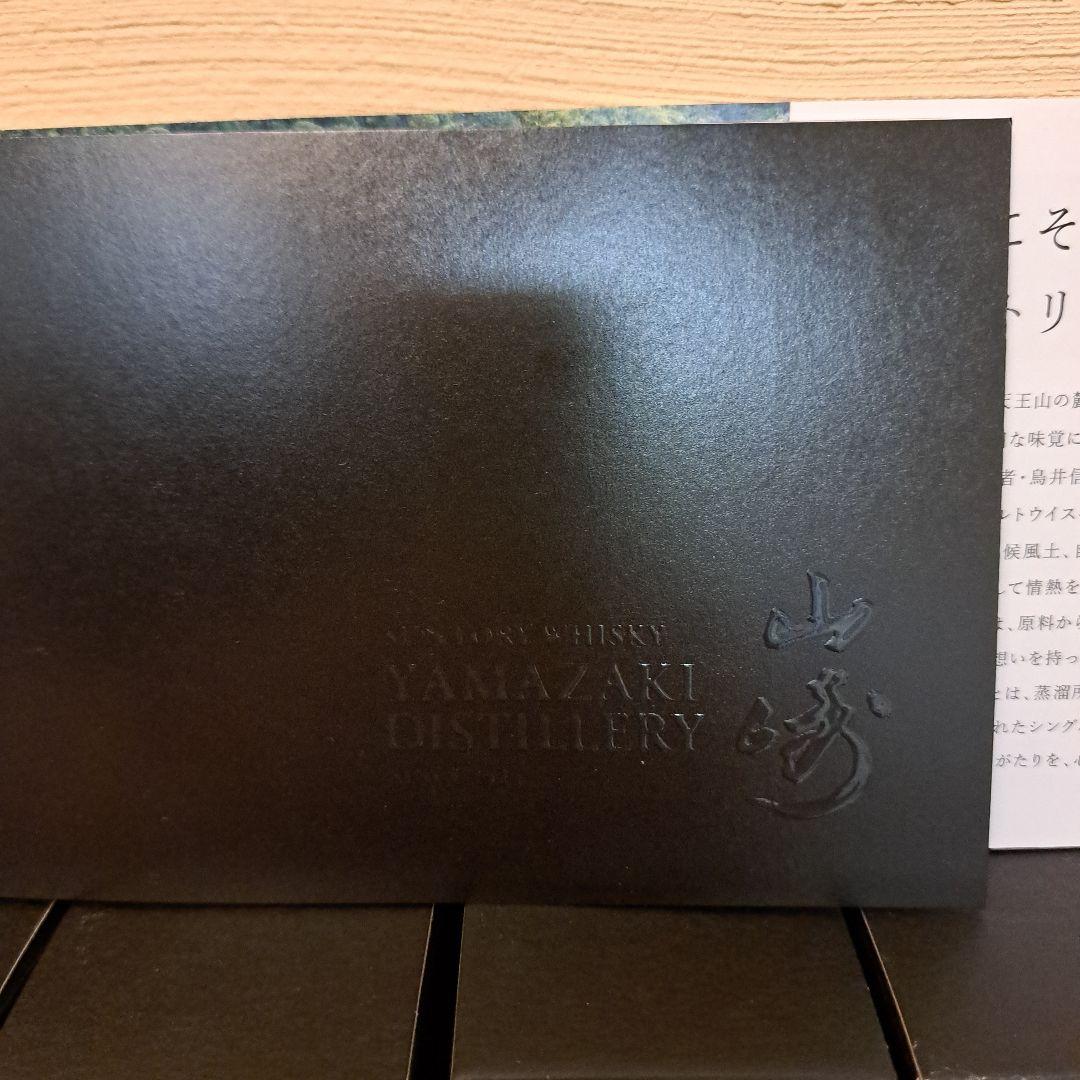 SUNTORY WHISKY
YAMAZAKI
DISTILLERY
山崎
こそ
トリ
天王山の麓
な味覚に
者・鳥井信
ルトウイス
候風土、
して情熱を
、原料から
想いを持っ
とは、蒸溜所
れたシング
がたりを、